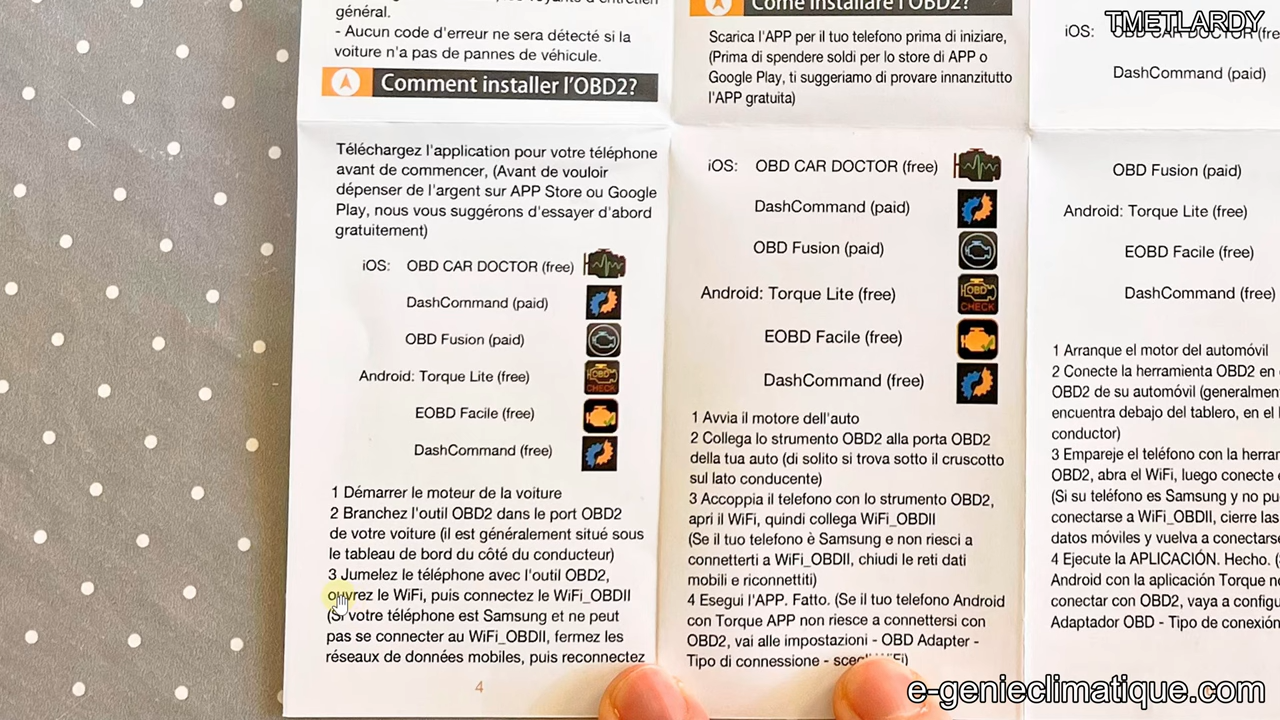 général.
- Aucun code d'erreur ne sera détecté si la
voiture n'a pas de pannes de véhicule.
Comment installer l'OBD2?
Téléchargez l'application pour votre téléphone
avant de commencer, (Avant de vouloir
dépenser de l'argent sur APP Store ou Google
Play, nous vous suggérons d'essayer d'abord
gratuitement)
iOS: OBD CAR DOCTOR (free)
DashCommand (paid)
OBD Fusion (paid)
Android: Torque Lite (free)
OBD
CHECK
EOBD Facile (free)
DashCommand (free)
1 Démarrer le moteur de la voiture
2 Branchez l'outil OBD2 dans le port OBD2
de votre voiture (il est généralement situé sous
le tableau de bord du côté du conducteur)
3 Jumelez le téléphone avec l'outil OBD2,
ouvrez le WiFi, puis connectez le WiFi_OBDII
(Si votre téléphone est Samsung et ne peut
pas se connecter au WiFi_OBDII, fermez les
réseaux de données mobiles, puis reconnectez
4
Come installare l'OBD2?
Scarica l'APP per il tuo telefono prima di iniziare,
(Prima di spendere soldi per lo store di APP o
Google Play, ti suggeriamo di provare innanzitutto
l'APP gratuita)
iOS: OBD CAR DOCTOR (free)
DashCommand (paid)
OBD Fusion (paid)
Android: Torque Lite (free)
OBD
CHECK
EOBD Facile (free)
DashCommand (free)
1 Avvia il motore dell'auto
2 Collega lo strumento OBD2 alla porta OBD2
della tua auto (di solito si trova sotto il cruscotto
sul lato conducente)
3 Accoppia il telefono con lo strumento OBD2,
apri il WiFi, quindi collega WiFi_OBDII
(Se il tuo telefono è Samsung e non riesci a
connetterti a WiFi_OBDII, chiudi le reti dati
mobili e riconnettiti)
4 Esegui l'APP. Fatto. (Se il tuo telefono Android
con Torque APP non riesce a connettersi con
OBD2, vai alle impostazioni - OBD Adapter -
Tipo di connessione - scegli WiFi)
TMETLARDY
iOS: OBD CAR DOCTOR
DashCommand (paid)
OBD Fusion (paid)
Android: Torque Lite (free)
EOBD Facile (free)
DashCommand (free)
1 Arranque el motor del automóvil
2 Conecte la herramienta OBD2 en
OBD2 de su automóvil
encuentra debajo del tablero, en el
conductor)
3 Empareje el teléfono con la
OBD2, abra el WiFi, luego conecte
(Si su teléfono es Samsung y no
conectarse a WiFi_OBDII, cierre las
datos móviles y vuelva a
4 Ejecute la APLICACIÓN. Hecho.
Android con la aplicación Torque
conectar con OBD2, vaya a
Adaptador OBD - Tipo de
e-genieclimatique.com